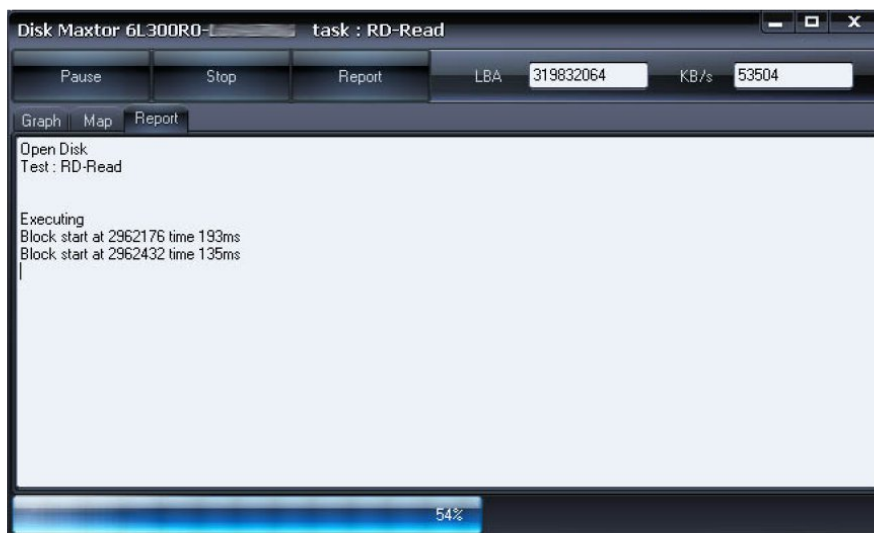 Disk Maxtor 6L300R0- task : RD-Read
Pause Stop Report LBA 319832064 KB/s 53504
Graph Map Report
Open Disk
Test : RD-Read
Executing
Block start at 2962176 time 193ms
Block start at 2962432 time 135ms
54%